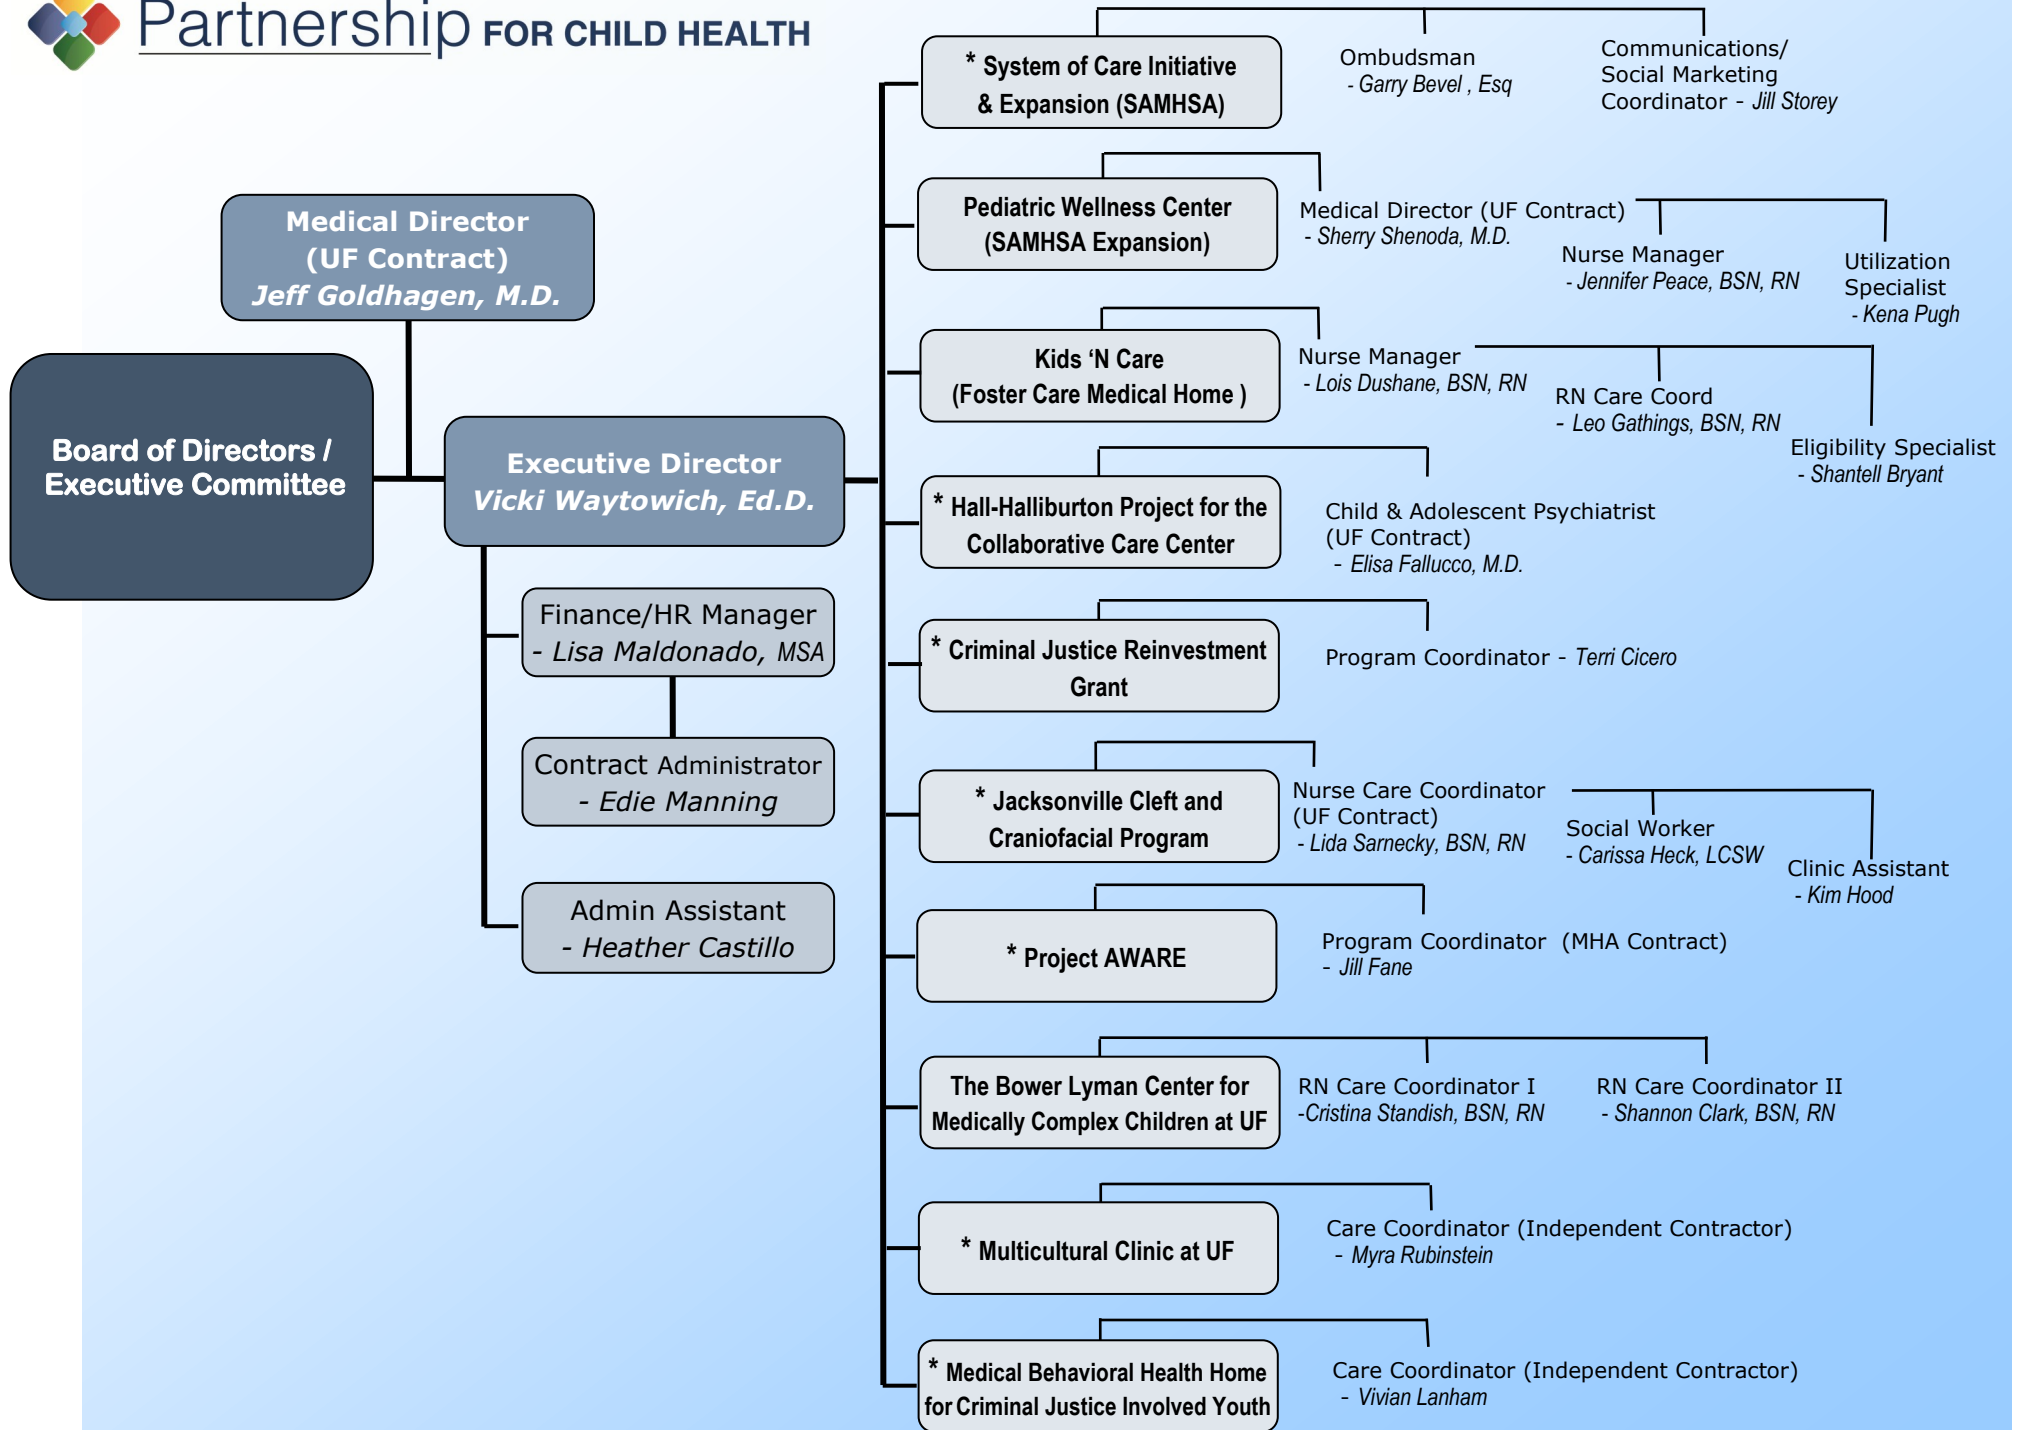 Partnership FOR CHILD HEALTH
Medical Director
(UF Contract)
Jeff Goldhagen, M.D.
Board of Directors /
Executive Committee
Executive Director
Vicki Waytowich, Ed.D.
Finance/HR Manager
- Lisa Maldonado, MSA
Contract Administrator
- Edie Manning
Admin Assistant
- Heather Castillo
* System of Care Initiative
& Expansion (SAMHSA)
Ombudsman
- Garry Bevel , Esq
Communications/
Social Marketing
Coordinator - Jill Storey
Pediatric Wellness Center
(SAMHSA Expansion)
Medical Director (UF Contract)
- Sherry Shenoda, M.D.
Nurse Manager
- Jennifer Peace, BSN, RN
Utilization
Specialist
- Kena Pugh
Kids ‘N Care
(Foster Care Medical Home )
Nurse Manager
- Lois Dushane, BSN, RN
RN Care Coord
- Leo Gathings, BSN, RN
Eligibility Specialist
- Shantell Bryant
* Hall-Halliburton Project for the
Collaborative Care Center
Child & Adolescent Psychiatrist
(UF Contract)
- Elisa Fallucco, M.D.
* Criminal Justice Reinvestment
Grant
Program Coordinator - Terri Cicero
* Jacksonville Cleft and
Craniofacial Program
Nurse Care Coordinator
(UF Contract)
- Lida Sarnecky, BSN, RN
Social Worker
- Carissa Heck, LCSW
Clinic Assistant
- Kim Hood
* Project AWARE
Program Coordinator (MHA Contract)
- Jill Fane
The Bower Lyman Center for
Medically Complex Children at UF
RN Care Coordinator I
-Cristina Standish, BSN, RN
RN Care Coordinator II
- Shannon Clark, BSN, RN
* Multicultural Clinic at UF
Care Coordinator (Independent Contractor)
- Myra Rubinstein
* Medical Behavioral Health Home
for Criminal Justice Involved Youth
Care Coordinator (Independent Contractor)
- Vivian Lanham